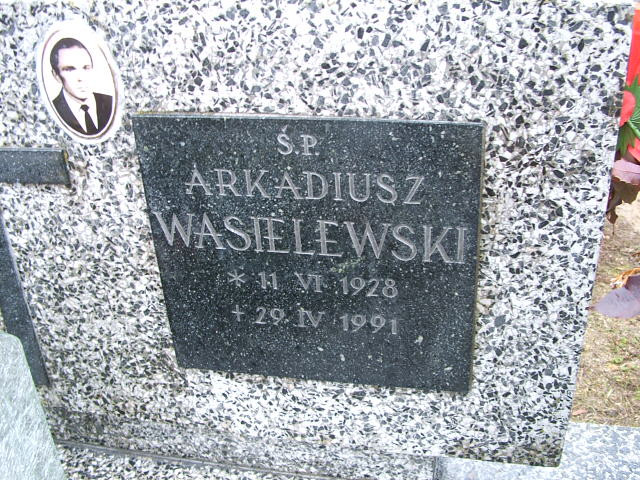 Ś.P.
ARKADIUSZ
WASIELEWSKI
* 11 VI 1928
+ 29 IV 1991